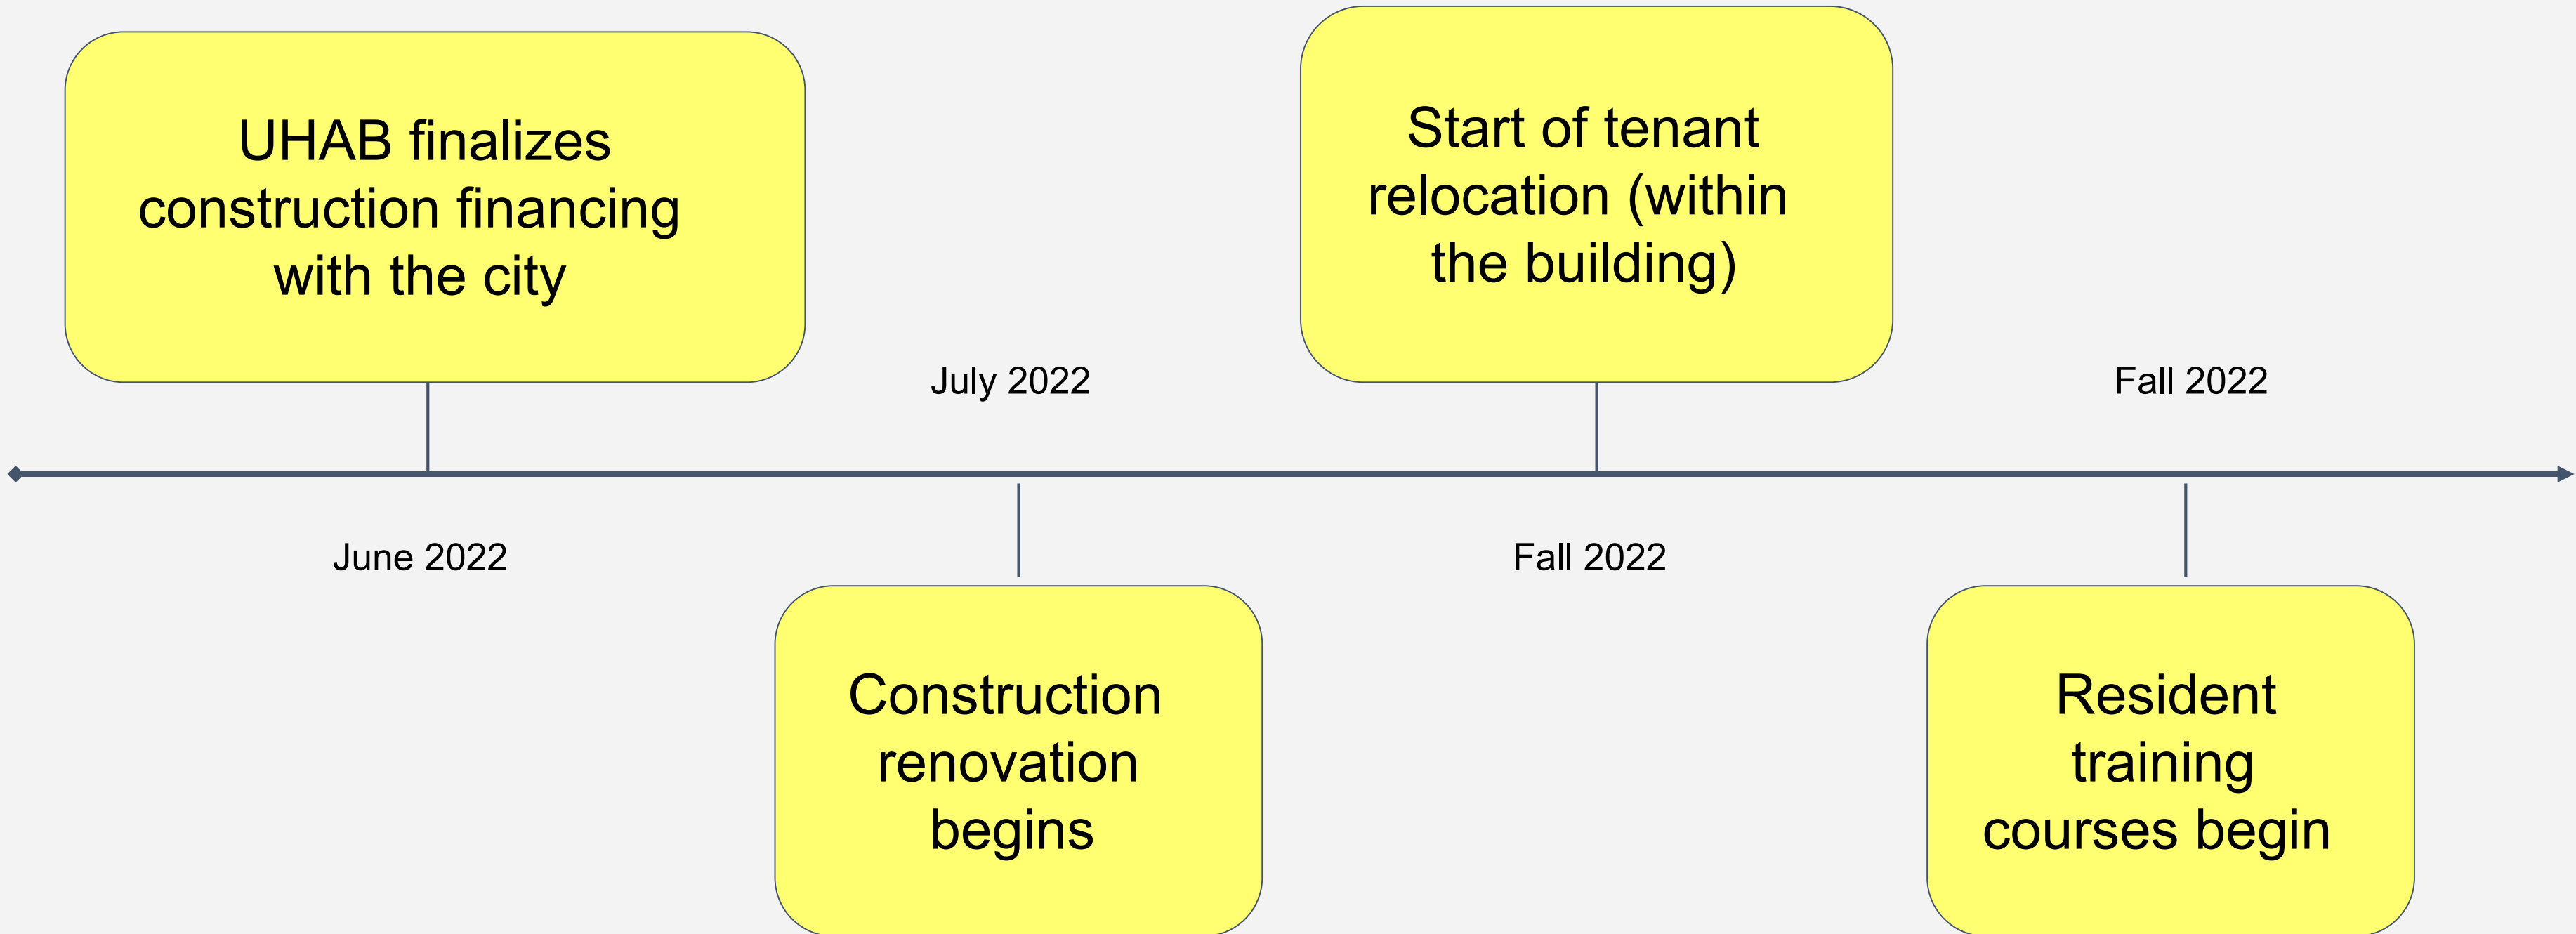 UHAB finalizes
construction financing
with the city
June 2022
July 2022
Construction
renovation
begins
Start of tenant
relocation (within
the building)
Fall 2022
Fall 2022
Resident
training
courses begin